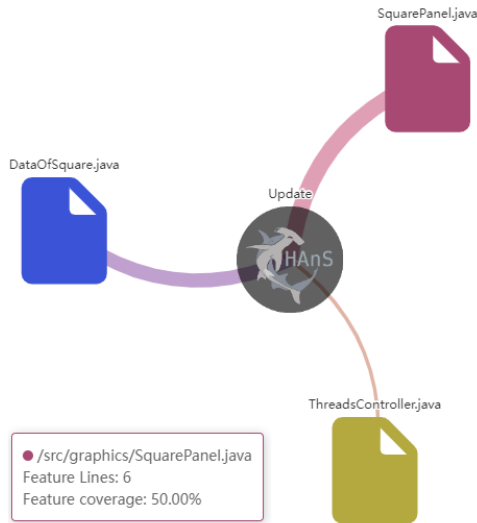 SquarePanel.java
DataOfSquare.java
Update
HAnS
ThreadsController.java
/src/graphics/SquarePanel.java
Feature Lines: 6
Feature coverage: 50.00%